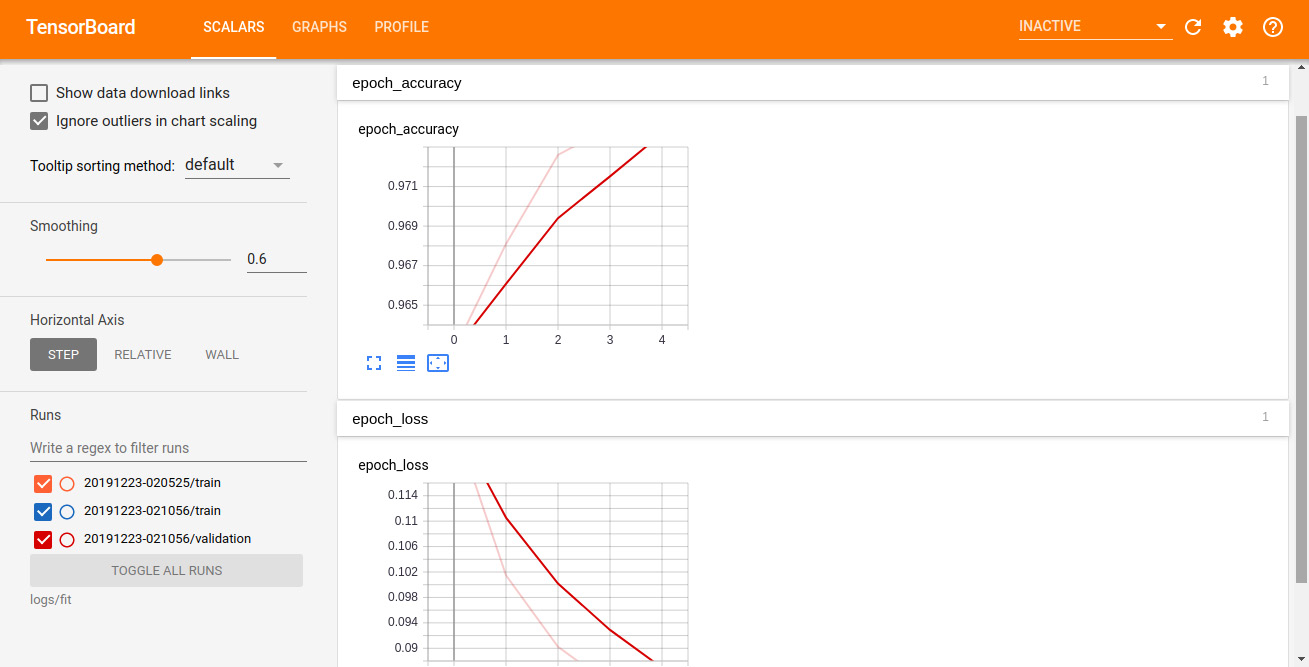 TensorBoard
SCALARS GRAPHS PROFILE
INACTIVE
Show data download links
Ignore outliers in chart scaling
Tooltip sorting method: default
Smoothing
0.6
Horizontal Axis
STEP RELATIVE WALL
Runs
Write a regex to filter runs
20191223-020525/train
20191223-021056/train
20191223-021056/validation
TOGGLE ALL RUNS
logs/fit
epoch_accuracy 1
epoch_accuracy
0.971
0.969
0.967
0.965
0 1 2 3 4
epoch_loss 1
epoch_loss
0.114
0.11
0.106
0.102
0.098
0.094
0.09